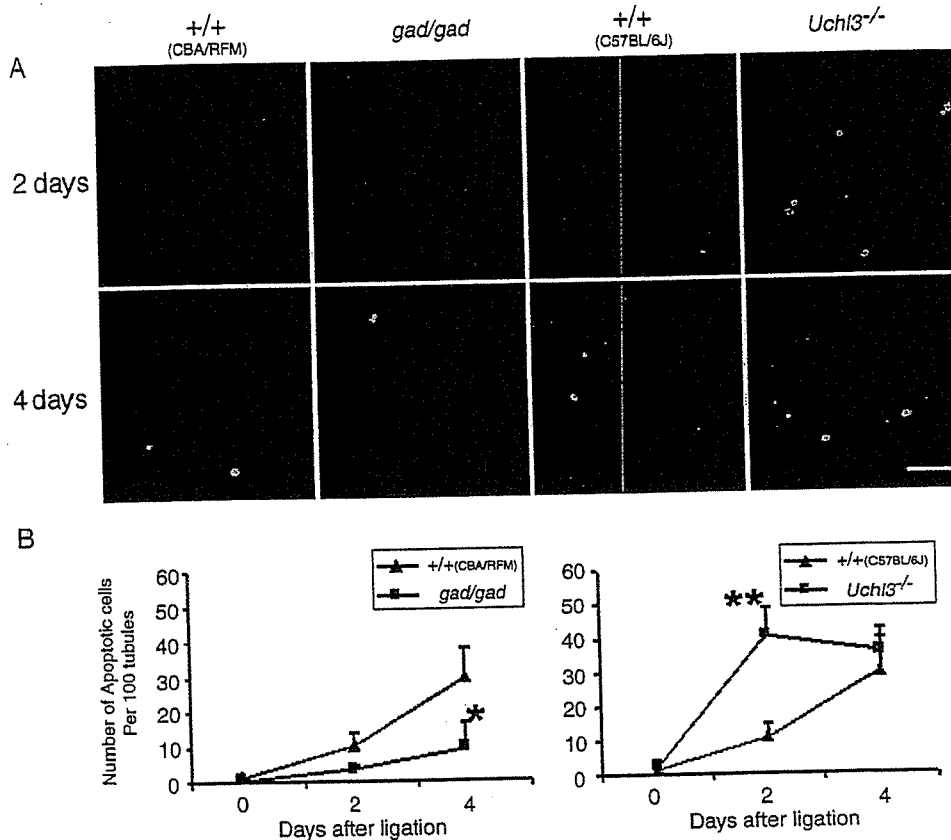 +/+ gad/gad +/+ Uchl3-/-
(CBA/RFM) (C57BL/6J)
A
2 days
4 days
B
+/+(CBA/RFM)
gad/gad
Number of Apoptotic cells
Per 100 tubules
60
50
40
30
20
10
0
*
0 2 4
Days after ligation
+/+(C57BL/6J)
Uchl3-/-
60
50
40
30
20
10
0
**
0 2 4
Days after ligation